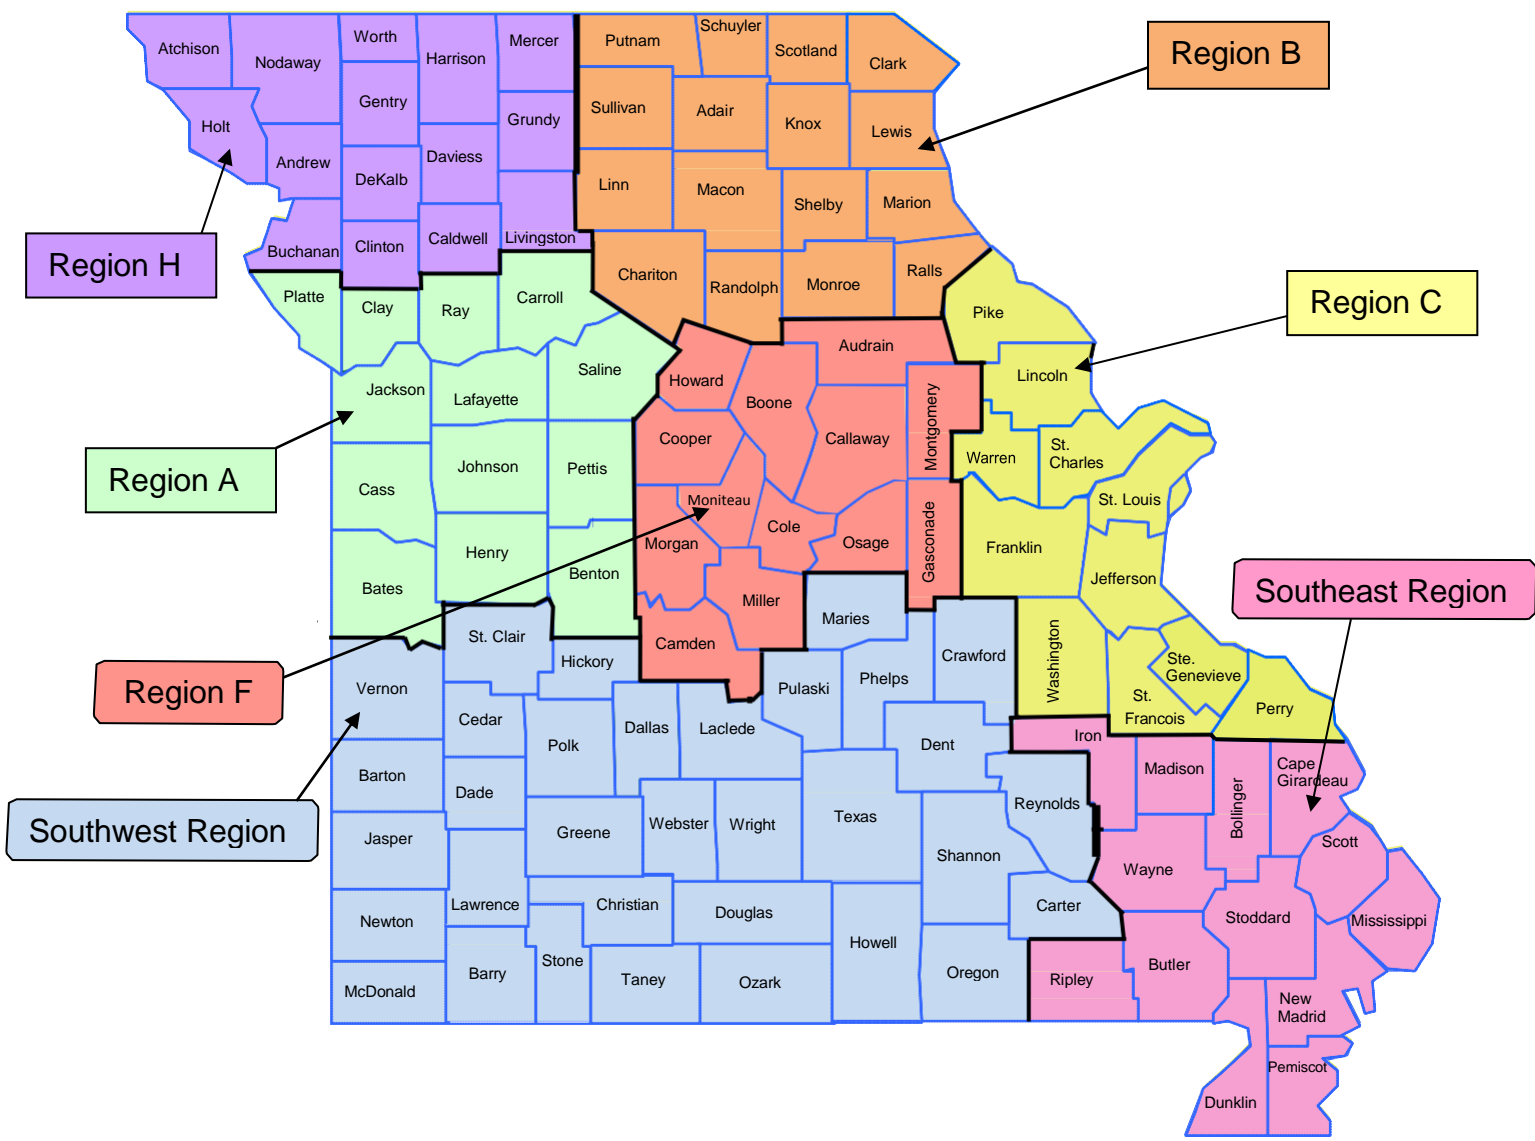 Atchison
Nodaway
Worth
Harrison
Mercer
Putnam
Schuyler
Scotland
Clark
Region B
Gentry
Grundy
Sullivan
Adair
Knox
Lewis
Holt
Andrew
DeKalb
Daviess
Linn
Macon
Shelby
Marion
Region H
Buchanan
Clinton
Caldwell
Livingston
Chariton
Randolph
Monroe
Ralls
Region C
Platte
Clay
Ray
Carroll
Pike
Audrain
Lincoln
Jackson
Lafayette
Saline
Howard
Boone
Callaway
Montgomery
Cooper
Warren
St.
Charles
Region A
Cass
Johnson
Pettis
Moniteau
Cole
St. Louis
Morgan
Osage
Gasconade
Franklin
Jefferson
Bates
Henry
Benton
Miller
Maries
Southeast Region
St. Clair
Hickory
Camden
Crawford
Washington
Ste.
Genevieve
Region F
Vernon
Pulaski
Phelps
St.
Francois
Perry
Cedar
Polk
Dallas
Laclede
Dent
Iron
Barton
Dade
Madison
Cape
Girardeau
Bollinger
Southwest Region
Jasper
Greene
Webster
Wright
Texas
Reynolds
Shannon
Wayne
Scott
Newton
Lawrence
Christian
Douglas
Howell
Carter
Stoddard
Mississippi
McDonald
Barry
Stone
Taney
Ozark
Oregon
Ripley
Butler
New
Madrid
Pemiscot
Dunklin